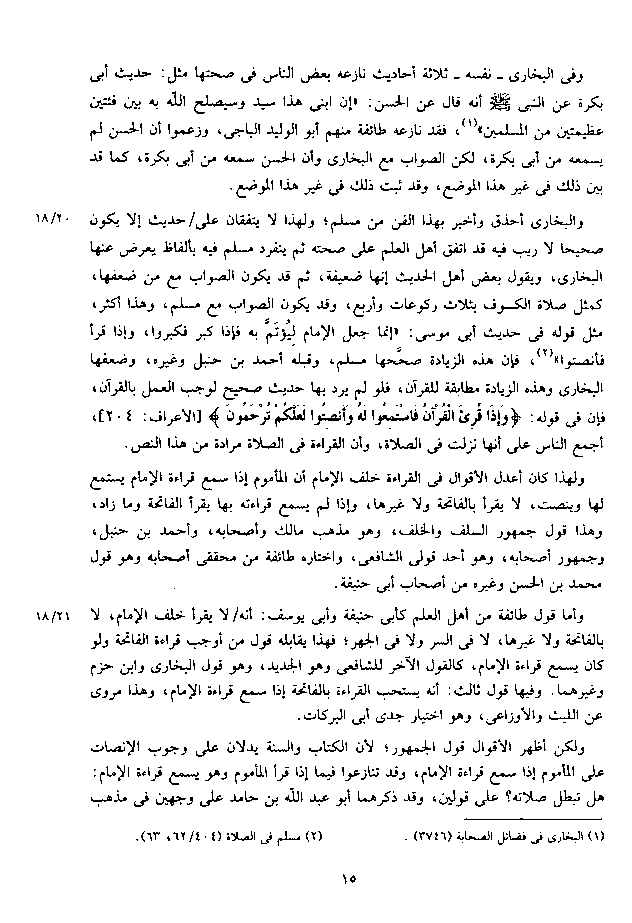 وفى البخارى ـ نفسه ـ ثلاثة أحاديث نازعه بعض الناس فى صحتها مثل: حديث أبى
بكرة عن النبى ﷺ أنه قال عن الحسن: «إن ابنى هذا سيد وسيصلح الله به بين فئتين
عظيمتين من المسلمين»(١)، فقد نازعه طائفة منهم أبو الوليد الباجى، وزعموا أن الحسن لم
يسمعه من أبى بكرة، لكن الصواب مع البخارى وأن الحسن سمعه من أبى بكرة، كما قد
بين ذلك فى غير هذا الموضع، وقد ثبت ذلك فى غير هذا الموضع.
١٨/٢٠ والبخارى أحذق وأخبر بهذا الفن من مسلم؛ ولهذا لا يتفقان على/ حديث إلا يكون
صحيحا لا ريب فيه قد اتفق أهل العلم على صحته ثم ينفرد مسلم فيه بألفاظ يعرض عنها
البخارى، ويقول بعض أهل الحديث إنها ضعيفة، ثم قد يكون الصواب مع من ضعفها،
كمثل صلاة الكسوف بثلاث ركوعات وأربع، وقد يكون الصواب مع مسلم، وهذا أكثر،
مثل قوله فى حديث أبى موسى: «إنما جعل الإمام لِيُؤتَمَّ به فإذا كبر فكبروا، وإذا قرأ
فأنصتوا»(٢)، فإن هذه الزيادة صحَّحها مسلم، وقبله أحمد بن حنبل وغيره، وضعفها
البخارى وهذه الزيادة مطابقة للقرآن، فلو لم يرد بها حديث صحيح لوجب العمل بالقرآن،
فإن فى قوله: ﴿وَإِذَا قُرِئَ الْقُرْآنُ فَاسْتَمِعُوا لَهُ وَأَنصِتُوا لَعَلَّكُمْ تُرْحَمُونَ﴾ [الأعراف: ٢٠٤]،
أجمع الناس على أنها نزلت فى الصلاة، وأن القراءة فى الصلاة مرادة من هذا النص.
ولهذا كان أعدل الأقوال فى القراءة خلف الإمام أن المأموم إذا سمع قراءة الإمام يستمع
لها وينصت، لا يقرأ بالفاتحة ولا غيرها، وإذا لم يسمع قراءته بها يقرأ الفاتحة وما زاد،
وهذا قول جمهور السلف والخلف، وهو مذهب مالك وأصحابه، وأحمد بن حنبل،
وجمهور أصحابه، وهو أحد قولى الشافعى، واختاره طائفة من محققى أصحابه وهو قول
محمد بن الحسن وغيره من أصحاب أبى حنيفة.
١٨/٢١ وأما قول طائفة من أهل العلم كأبى حنيفة وأبى يوسف: أنه/ لا يقرأ خلف الإمام، لا
بالفاتحة ولا غيرها، لا فى السر ولا فى الجهر؛ فهذا يقابله قول من أوجب قراءة الفاتحة ولو
كان يسمع قراءة الإمام، كالقول الآخر للشافعى وهو الجديد، وهو قول البخارى وابن حزم
وغيرهما. وفيها قول ثالث: أنه يستحب القراءة بالفاتحة إذا سمع قراءة الإمام، وهذا مروى
عن الليث والأوزاعى، وهو اختيار جدى أبى البركات.
ولكن أظهر الأقوال قول الجمهور؛ لأن الكتاب والسنة يدلان على وجوب الإنصات
على المأموم إذا سمع قراءة الإمام، وقد تنازعوا فيما إذا قرأ المأموم وهو يسمع قراءة الإمام:
هل تبطل صلاته؟ على قولين، وقد ذكرهما أبو عبد الله بن حامد على وجهين فى مذهب
(١) البخارى فى فضائل الصحابة (٣٧٤٦) . (٢) مسلم فى الصلاة (٤٠٤/ ٦٢، ٦٣).
١٥